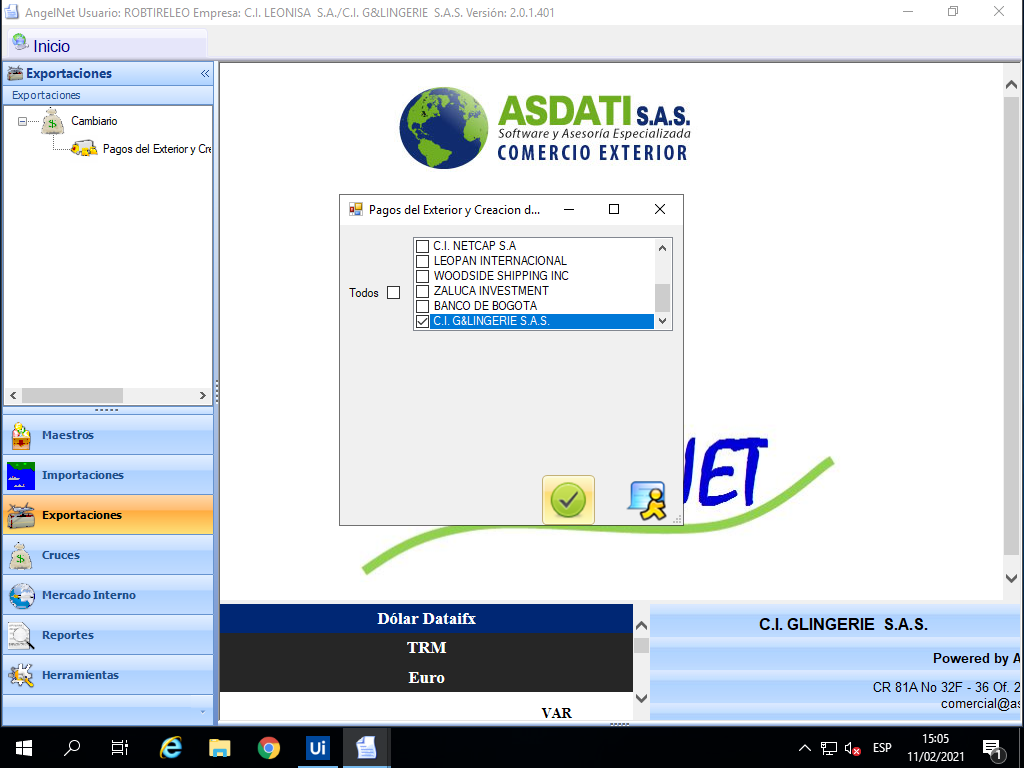 AngelNet Usuario: ROBTIRELEO Empresa: C.I. LEONISA S.A./C.I. G&LINGERIE S.A.S. Versión: 2.0.1.401
Inicio
Exportaciones
Exportaciones
Cambiario
Pagos del Exterior y Cre
ASDATI S.A.S.
Software y Asesoría Especializada
COMERCIO EXTERIOR
Pagos del Exterior y Creacion d...
Todos
C.I. NETCAP S.A
LEOPAN INTERNACIONAL
WOODSIDE SHIPPING INC
ZALUCA INVESTMENT
BANCO DE BOGOTA
C.I. G&LINGERIE S.A.S.
NET
Maestros
Importaciones
Exportaciones
Cruces
Mercado Interno
Reportes
Herramientas
Dólar Dataifx
TRM
Euro
VAR
C.I. GLINGERIE S.A.S.
Powered by A
CR 81A No 32F - 36 Of. 2
comercial@as
Ui
ESP
15:05
11/02/2021
1